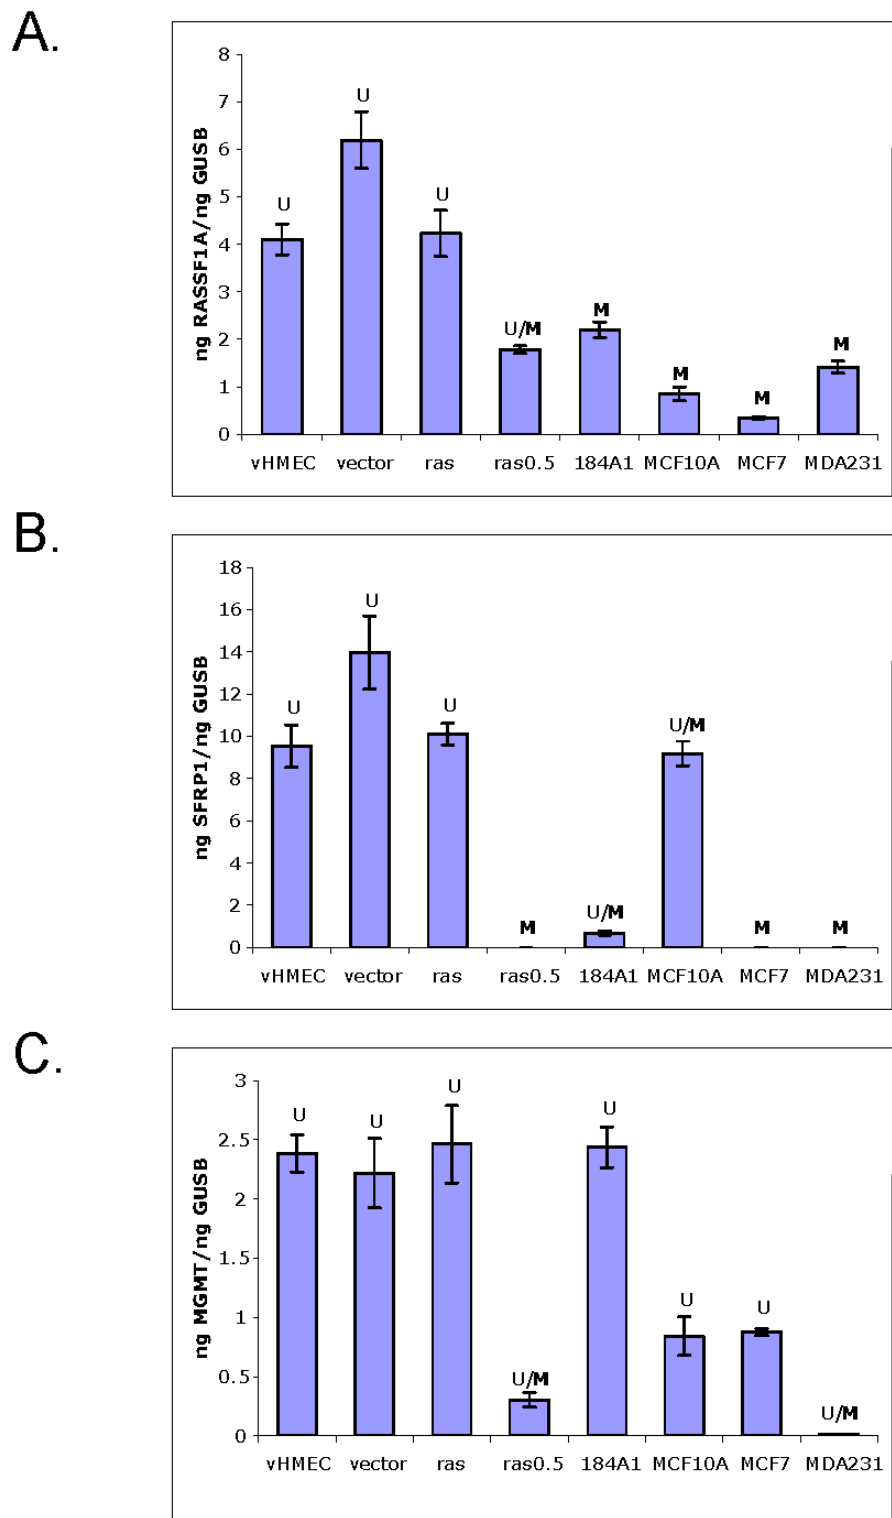 A.
ng RASSF1A/ng GUSB
8
7
6
5
4
3
2
1
0
U
U
U
U/M
M
M
M
M
vHMEC vector ras ras0.5 184A1 MCF10A MCF7 MDA231
B.
ng SFRP1/ng GUSB
18
16
14
12
10
8
6
4
2
0
U
U
U
M
U/M
U/M
M
M
vHMEC vector ras ras0.5 184A1 MCF10A MCF7 MDA231
C.
ng MGMT/ng GUSB
3
2.5
2
1.5
1
0.5
0
U
U
U
U/M
U
U
U
U/M
vHMEC vector ras ras0.5 184A1 MCF10A MCF7 MDA231